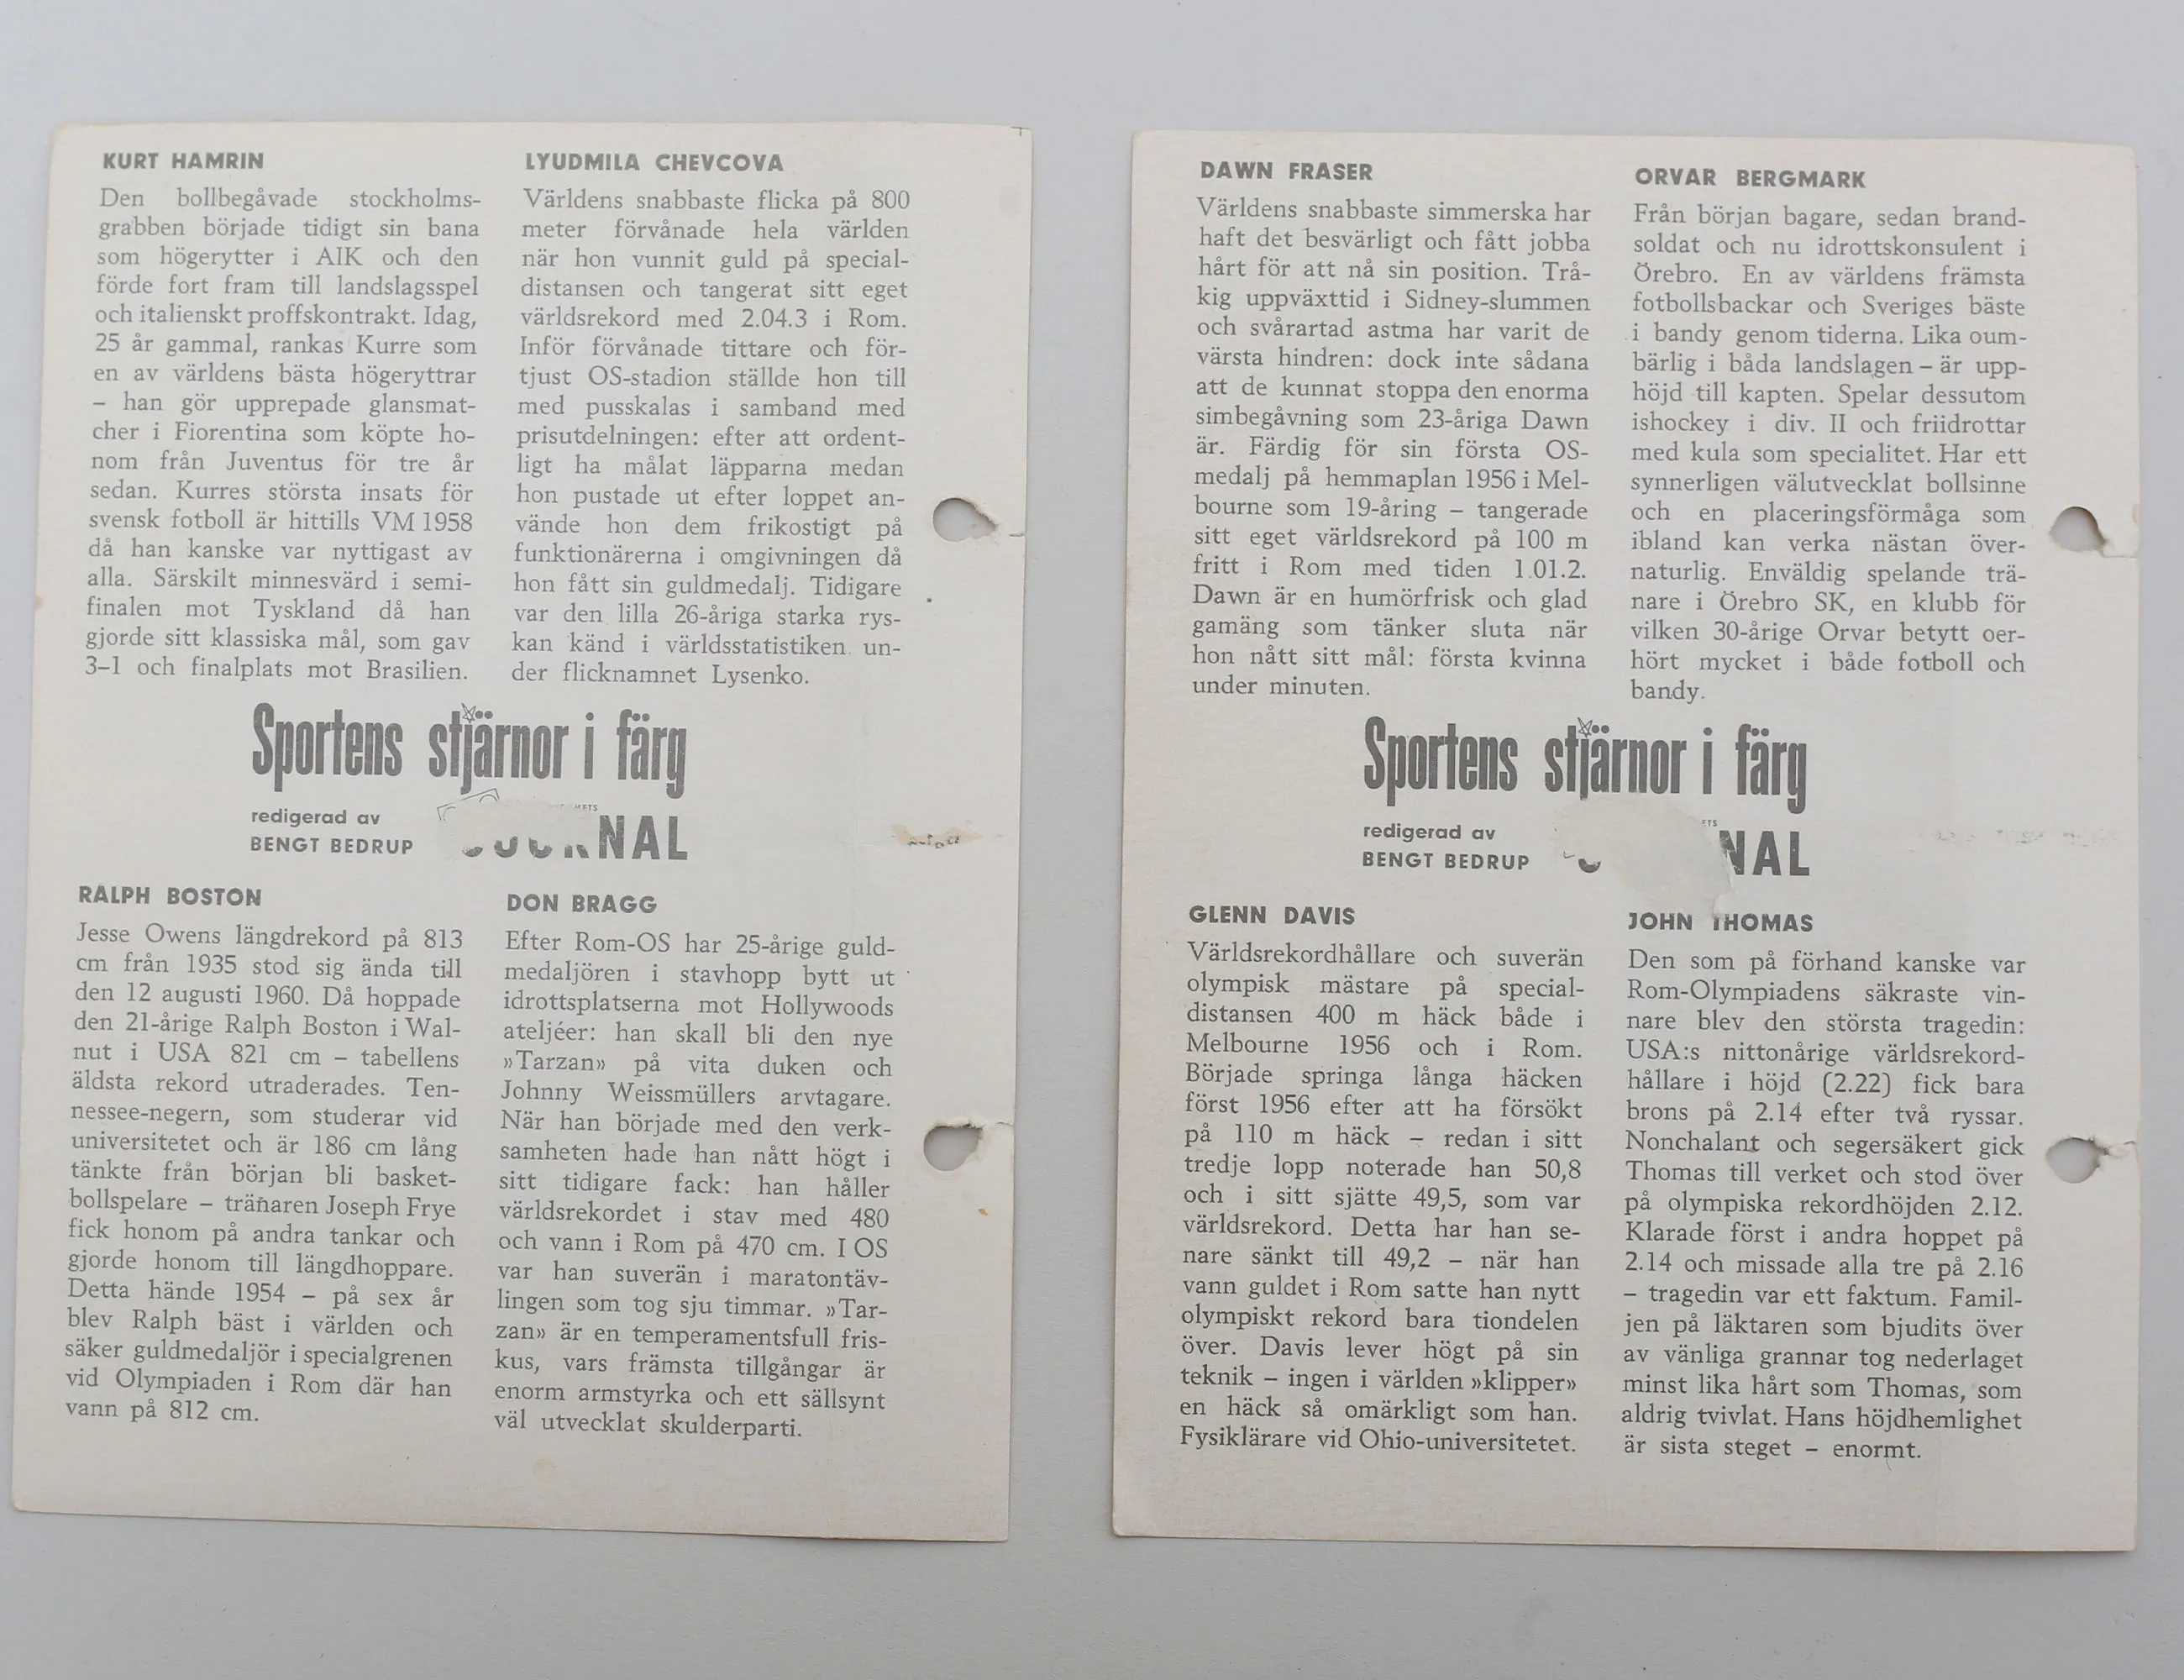 KURT HAMRIN
Den bollbegåvade stockholms-
grabben började tidigt sin bana
som högerytter i AIK och den
förde fort fram till landslagsspel
och italienskt proffskontrakt. Idag,
25 år gammal, rankas Kurre som
en av världens bästa högeryttrar
– han gör upprepade glansmat-
cher i Fiorentina som köpte ho-
nom från Juventus för tre år
sedan. Kurres största insats för
svensk fotboll är hittills VM 1958
då han kanske var nyttigast av
alla. Särskilt minnesvärd i semi-
finalen mot Tyskland då han
gjorde sitt klassiska mål, som gav
3–1 och finalplats mot Brasilien.
LYUDMILA CHEVCOVA
Världens snabbaste flicka på 800
meter förvånade hela världen
när hon vunnit guld på special-
distansen och tangerat sitt eget
världsrekord med 2.04.3 i Rom.
Inför förvånade tittare och för-
tjust OS-stadion ställde hon till
med pusskalas i samband med
prisutdelningen: efter att ordent-
ligt ha målat läpparna medan
hon pustade ut efter loppet an-
vände hon dem frikostigt på
funktionärerna i omgivningen då
hon fått sin guldmedalj. Tidigare
var den lilla 26-åriga starka rys-
kan känd i världsstatistiken un-
der flicknamnet Lysenko.
Sportens stjärnor i färg
redigerad av
BENGT BEDRUP
NAL
RALPH BOSTON
Jesse Owens längdrekord på 813
cm från 1935 stod sig ända till
den 12 augusti 1960. Då hoppade
den 21-årige Ralph Boston i Wal-
nut i USA 821 cm – tabellens
äldsta rekord utraderades. Ten-
nessee-negern, som studerar vid
universitetet och är 186 cm lång
tänkte från början bli basket-
bollspelare – tränaren Joseph Frye
fick honom på andra tankar och
gjorde honom till längdhoppare.
Detta hände 1954 – på sex år
blev Ralph bäst i världen och
säker guldmedaljör i specialgrenen
vid Olympiaden i Rom där han
vann på 812 cm.
DON BRAGG
Efter Rom-OS har 25-årige guld-
medaljören i stavhopp bytt ut
idrottsplatserna mot Hollywoods
ateljéer: han skall bli den nye
»Tarzan» på vita duken och
Johnny Weissmüllers arvtagare.
När han började med den verk-
samheten hade han nått högt i
sitt tidigare fack: han håller
världsrekordet i stav med 480
och vann i Rom på 470 cm. I OS
var han suverän i maratontäv-
lingen som tog sju timmar. »Tar-
zan» är en temperamentsfull fris-
kus, vars främsta tillgångar är
enorm armstyrka och ett sällsynt
väl utvecklat skulderparti.
DAWN FRASER
Världens snabbaste simmerska har
haft det besvärligt och fått jobba
hårt för att nå sin position. Trå-
kig uppväxttid i Sidney-slummen
och svårartad astma har varit de
värsta hindren: dock inte sådana
att de kunnat stoppa den enorma
simbegåvning som 23-åriga Dawn
är. Färdig för sin första OS-
medalj på hemmaplan 1956 i Mel-
bourne som 19-åring – tangerade
sitt eget världsrekord på 100 m
fritt i Rom med tiden 1.01.2.
Dawn är en humörfrisk och glad
gamäng som tänker sluta när
hon nått sitt mål: första kvinna
under minuten.
ORVAR BERGMARK
Från början bagare, sedan brand-
soldat och nu idrottskonsulent i
Örebro. En av världens främsta
fotbollsbackar och Sveriges bäste
i bandy genom tiderna. Lika oum-
bärlig i båda landslagen – är upp-
höjd till kapten. Spelar dessutom
ishockey i div. II och friidrottar
med kula som specialitet. Har ett
synnerligen välutvecklat bollsinne
och en placeringsförmåga som
ibland kan verka nästan över-
naturlig. Enväldig spelande trä-
nare i Örebro SK, en klubb för
vilken 30-årige Orvar betytt oer-
hört mycket i både fotboll och
bandy.
Sportens stjärnor i färg
redigerad av
BENGT BEDRUP
NAL
GLENN DAVIS
Världsrekordhållare och suverän
olympisk mästare på special-
distansen 400 m häck både i
Melbourne 1956 och i Rom.
Började springa långa häcken
först 1956 efter att ha försökt
på 110 m häck – redan i sitt
tredje lopp noterade han 50,8
och i sitt sjätte 49,5, som var
världsrekord. Detta har han se-
nare sänkt till 49,2 – när han
vann guldet i Rom satte han nytt
olympiskt rekord bara tiondelen
över. Davis lever högt på sin
teknik – ingen i världen »klipper»
en häck så omärkligt som han.
Fysiklärare vid Ohio-universitetet.
JOHN THOMAS
Den som på förhand kanske var
Rom-Olympiadens säkraste vin-
nare blev den största tragedin:
USA:s nittonårige världsrekord-
hållare i höjd (2.22) fick bara
brons på 2.14 efter två ryssar.
Nonchalant och segersäkert gick
Thomas till verket och stod över
på olympiska rekordhöjden 2.12.
Klarade först i andra hoppet på
2.14 och missade alla tre på 2.16
– tragedin var ett faktum. Famil-
jen på läktaren som bjudits över
av vänliga grannar tog nederlaget
minst lika hårt som Thomas, som
aldrig tvivlat. Hans höjdhemlighet
är sista steget – enormt.